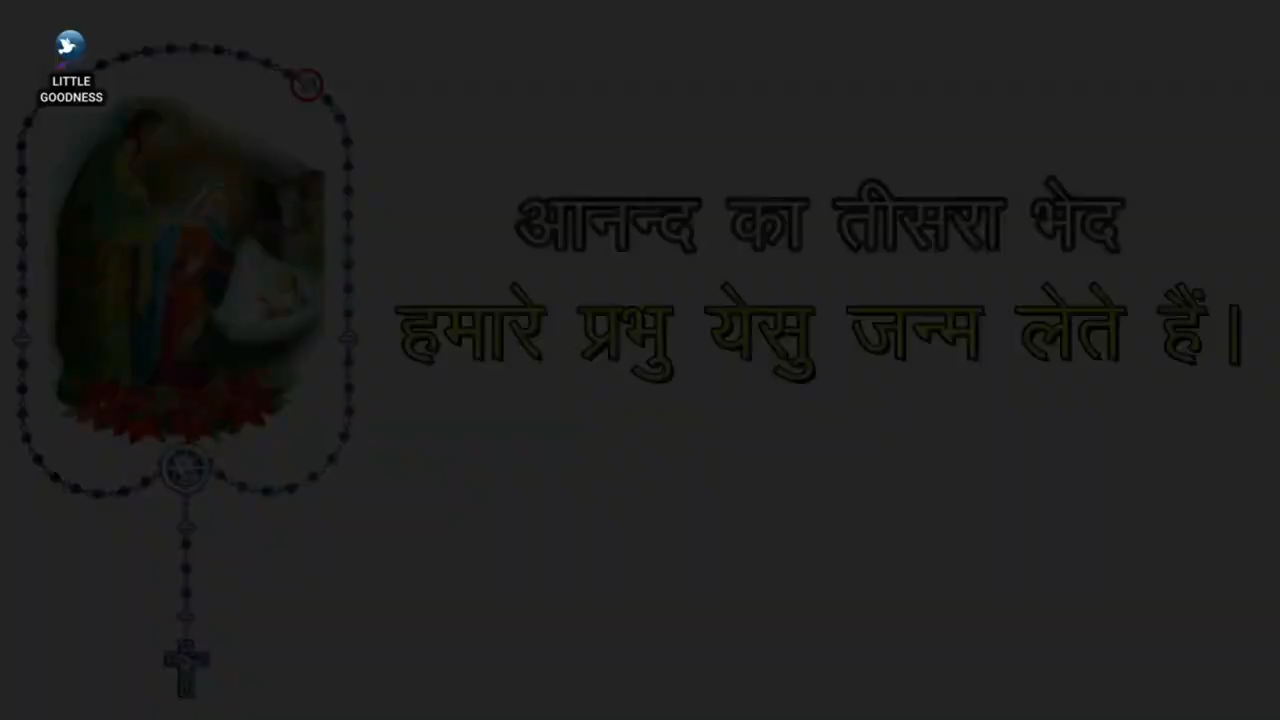 LITTLE
GOODNESS
आनन्द का तीसरा भेद
हमारे प्रभु येसु जन्म लेते हैं।